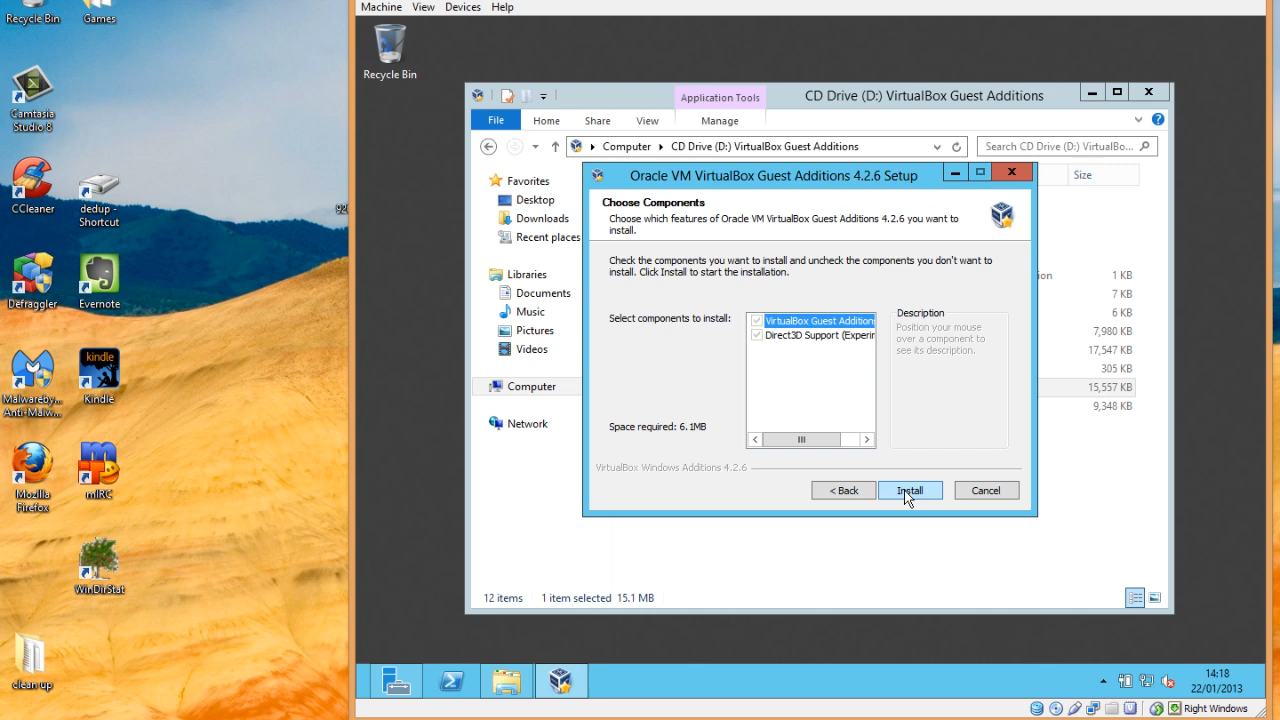 Recycle Bin
Games
Camtasia
Studio 8
CCleaner
dedup -
Shortcut
Defraggler
Evernote
Malwareby...
Anti-Malw...
kindle
Kindle
Mozilla
Firefox
mIRC
WinDirStat
clean up
Machine View Devices Help
Recycle Bin
Application Tools
CD Drive (D:) VirtualBox Guest Additions
File Home Share View Manage
Computer CD Drive (D:) VirtualBox Guest Additions
Search CD Drive (D:) VirtualBo...
Favorites
Desktop
Downloads
Recent places
Libraries
Documents
Music
Pictures
Videos
Computer
Network
Size
1 KB
7 KB
6 KB
7,980 KB
17,547 KB
305 KB
15,557 KB
9,348 KB
Oracle VM VirtualBox Guest Additions 4.2.6 Setup
Choose Components
Choose which features of Oracle VM VirtualBox Guest Additions 4.2.6 you want to
install.
Check the components you want to install and uncheck the components you don't want to
install. Click Install to start the installation.
Select components to install:
VirtualBox Guest Addition
Direct3D Support (Experi
Description
Position your mouse
over a component to
see its description.
Space required: 6.1MB
VirtualBox Windows Additions 4.2.6
< Back
Install
Cancel
12 items 1 item selected 15.1 MB
14:18
22/01/2013
Right Windows